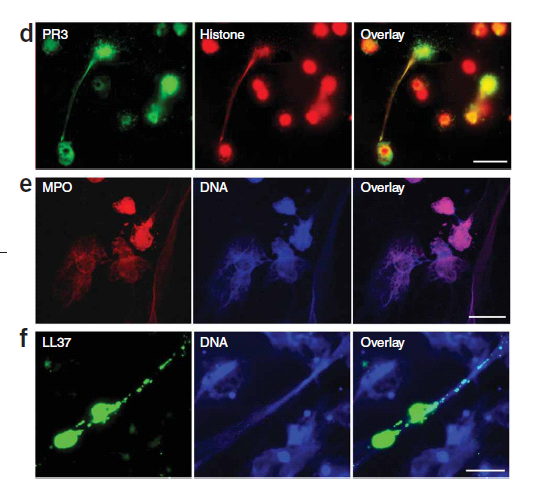 d PR3 Histone Overlay
e MPO DNA Overlay
f LL37 DNA Overlay